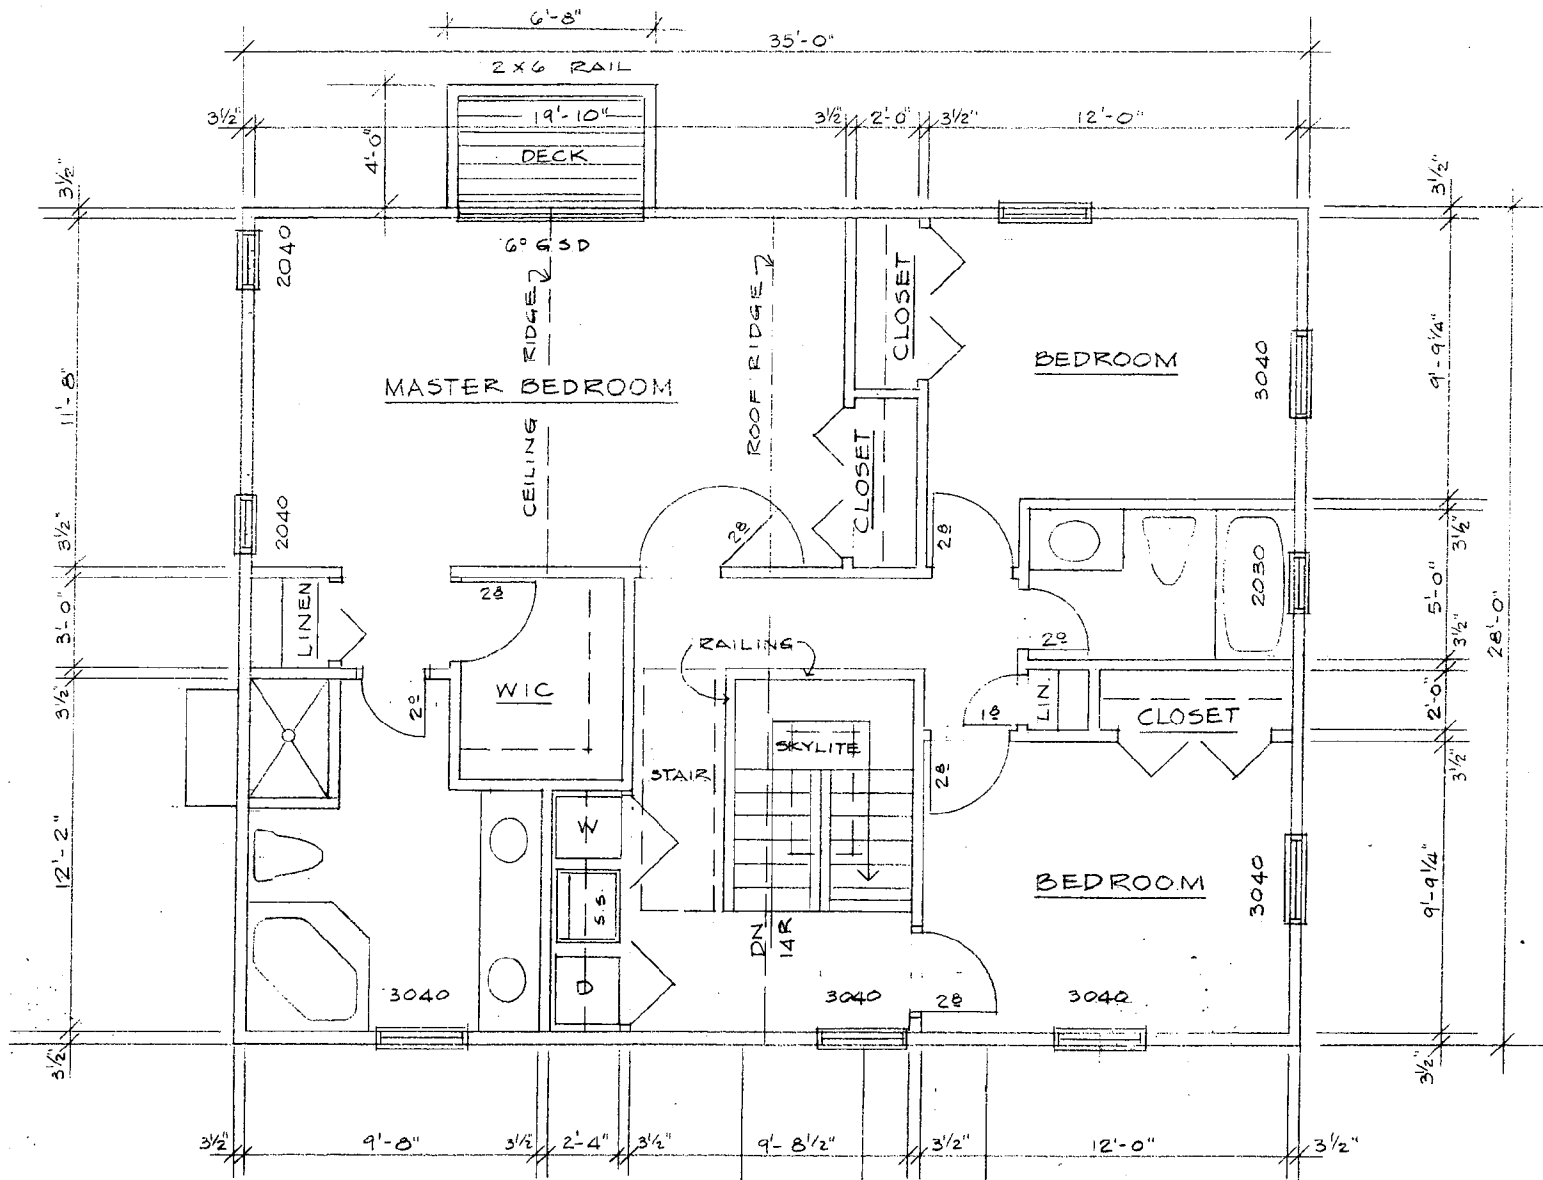 6'-8"
35'-0"
2 X 6 RAIL
3½" 19'-10" 3½" 2'-0" 3½" 12'-0"
4'-0"
DECK
3½"
3½"
6⁰ G S D
2040
CEILING RIDGE
ROOF RIDGE
CLOSET
BEDROOM
3040
9'-9¼"
11'-8"
MASTER BEDROOM
CLOSET
2040
3½"
2⁸
2⁸
3½"
2030
5'-0"
28'-0"
3'-0"
LINEN
2⁸
RAILING
2⁰
3½"
3½"
2⁰
WIC
1⁸
LIN.
CLOSET
2'-0"
SKYLITE
STAIR
2⁸
3½"
12'-2"
W
S.S.
D
BEDROOM
3040
9'-9¼"
DN
14R
3040
3040
2⁸
3040
3½"
3½"
3½" 9'-8" 3½" 2'-4" 3½" 9'-8½" 3½" 12'-0" 3½"